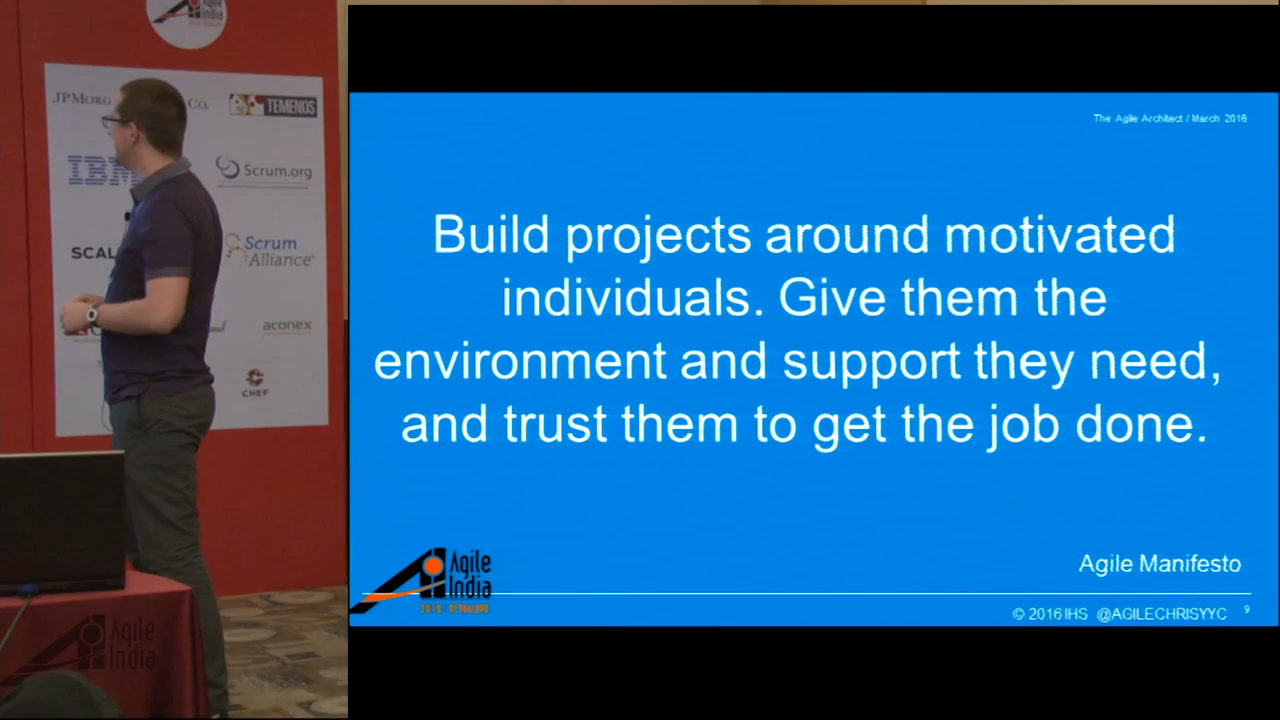 Agile
India
JPMORG
CO.
TEMENOS
IBM
Scrum.org
SCAL
Scrum
Alliance
aconex
CHEF
Agile
India
The Agile Architect / March 2016
Build projects around motivated
individuals. Give them the
environment and support they need,
and trust them to get the job done.
Agile Manifesto
Agile
India
© 2016 IHS @AGILECHRISYYC 9